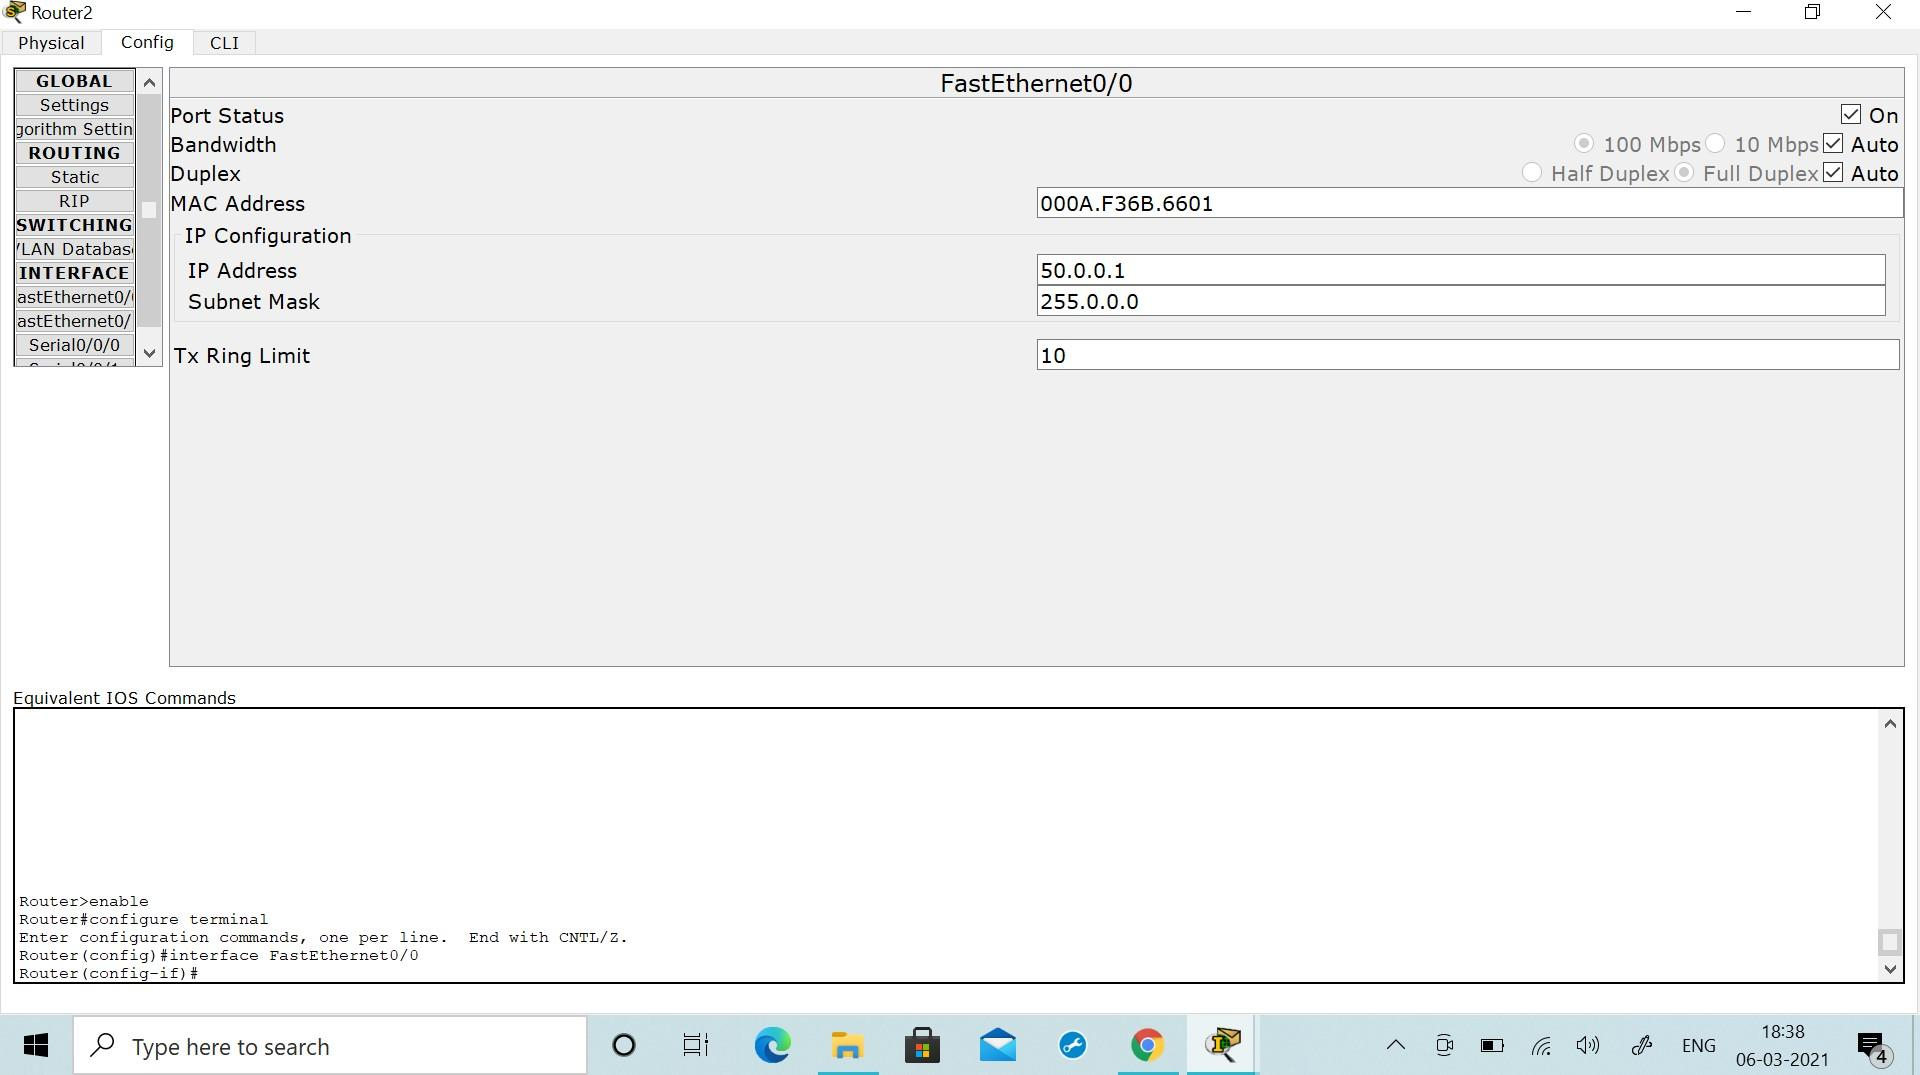 Router2
Physical Config CLI
GLOBAL
Settings
gorithm Settin
ROUTING
Static
RIP
SWITCHING
LAN Databas
INTERFACE
astEthernet0/
astEthernet0/
Serial0/0/0
FastEthernet0/0
Port Status On
Bandwidth 100 Mbps 10 Mbps Auto
Duplex Half Duplex Full Duplex Auto
MAC Address 000A.F36B.6601
IP Configuration
IP Address 50.0.0.1
Subnet Mask 255.0.0.0
Tx Ring Limit 10
Equivalent IOS Commands
Router>enable
Router#configure terminal
Enter configuration commands, one per line.  End with CNTL/Z.
Router(config)#interface FastEthernet0/0
Router(config-if)#
Type here to search
ENG
18:38
06-03-2021
4